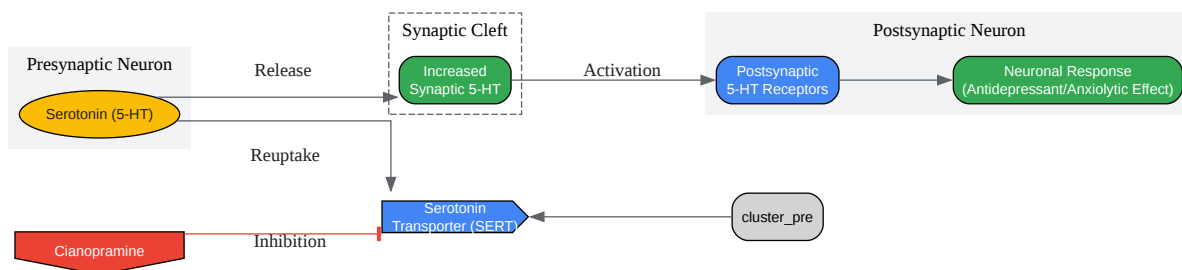 Synaptic Cleft
Postsynaptic Neuron
Presynaptic Neuron
Release
Increased
Synaptic 5-HT
Activation
Postsynaptic
5-HT Receptors
Neuronal Response
(Antidepressant/Anxiolytic Effect)
Serotonin (5-HT)
Reuptake
Serotonin
Transporter (SERT)
cluster_pre
Cianopramine
Inhibition